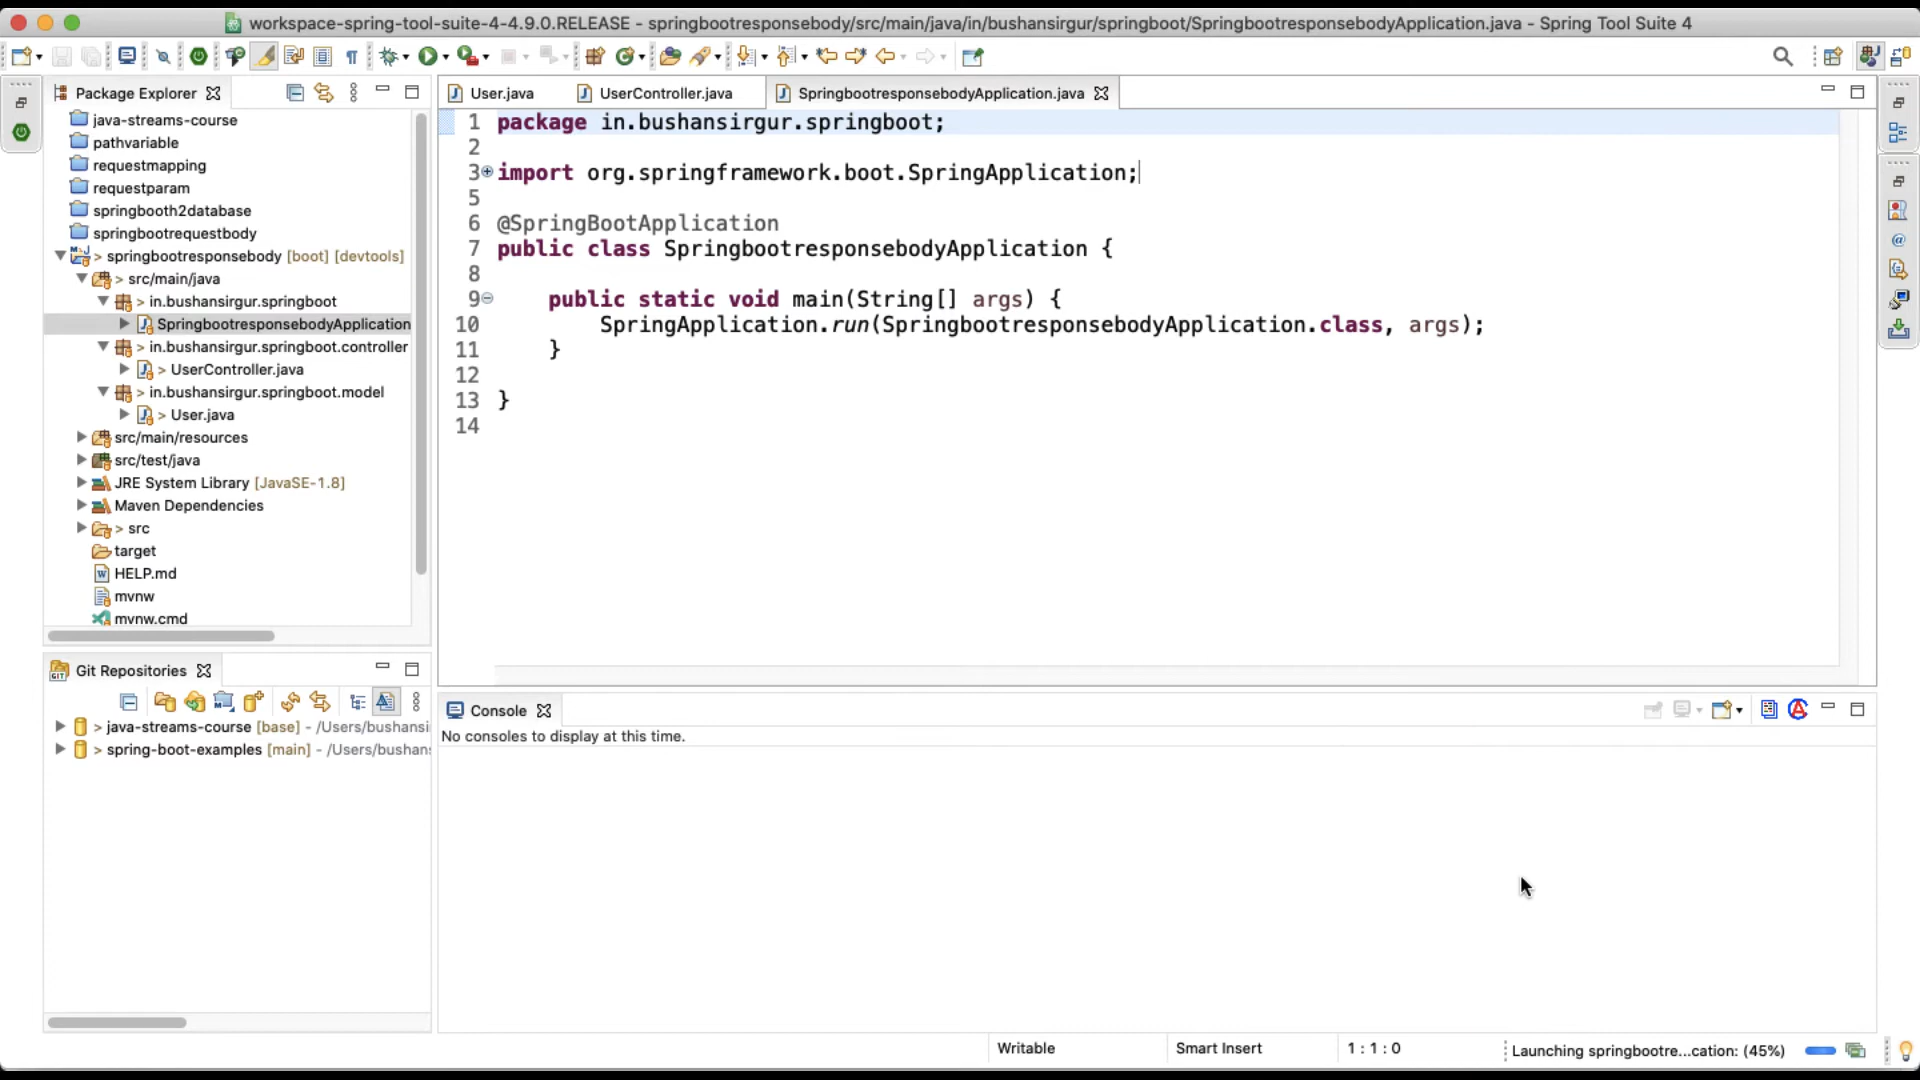 workspace-spring-tool-suite-4-4.9.0.RELEASE - springbootresponsebody/src/main/java/in/bushansirgur/springboot/SpringbootresponsebodyApplication.java - Spring Tool Suite 4
Package Explorer
java-streams-course
pathvariable
requestmapping
requestparam
springbooth2database
springbootrequestbody
> springbootresponsebody [boot] [devtools]
> src/main/java
> in.bushansirgur.springboot
SpringbootresponsebodyApplication
> in.bushansirgur.springboot.controller
> UserController.java
> in.bushansirgur.springboot.model
> User.java
src/main/resources
src/test/java
JRE System Library [JavaSE-1.8]
Maven Dependencies
> src
target
HELP.md
mvnw
mvnw.cmd
Git Repositories
> java-streams-course [base] - /Users/bushansi
> spring-boot-examples [main] - /Users/bushan
User.java
UserController.java
SpringbootresponsebodyApplication.java
1 package in.bushansirgur.springboot;
2
3 import org.springframework.boot.SpringApplication;
5
6 @SpringBootApplication
7 public class SpringbootresponsebodyApplication {
8
9 public static void main(String[] args) {
10 SpringApplication.run(SpringbootresponsebodyApplication.class, args);
11 }
12
13 }
14
Console
No consoles to display at this time.
Writable
Smart Insert
1 : 1 : 0
Launching springbootre...cation: (45%)